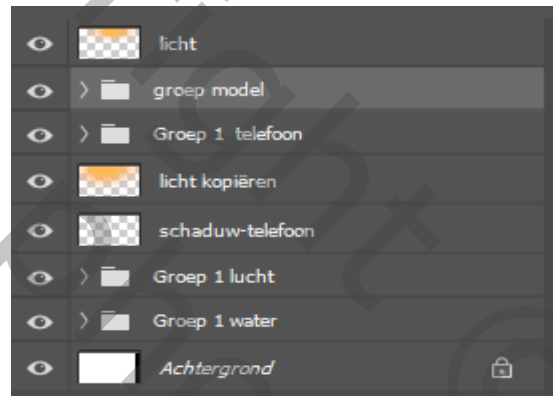 licht
groep model
Groep 1 telefoon
licht kopiëren
schaduw-telefoon
Groep 1 lucht
Groep 1 water
Achtergrond